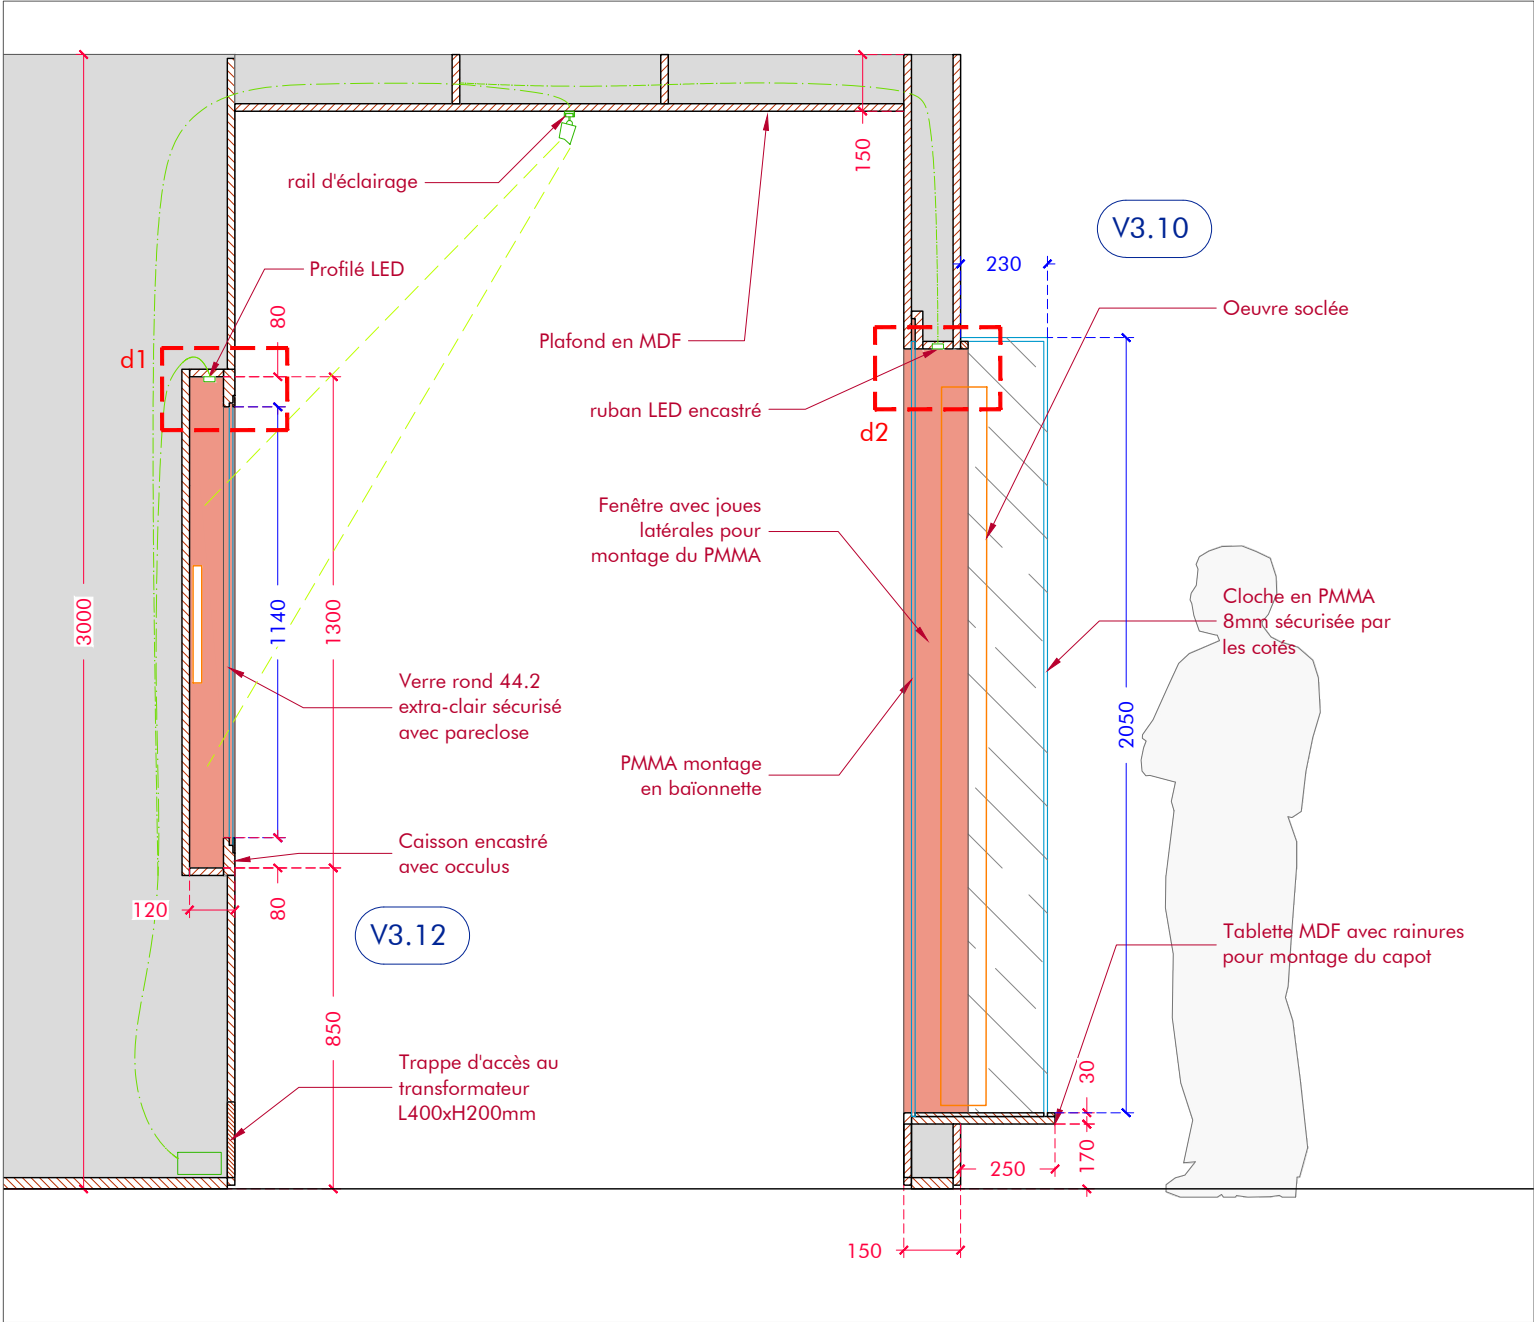 150
rail d'éclairage
V3.10
Profilé LED
230
80
Oeuvre soclée
Plafond en MDF
d1
ruban LED encastré
d2
Fenêtre avec joues
latérales pour
montage du PMMA
3000
1140
1300
Cloche en PMMA
8mm sécurisée par
les cotés
Verre rond 44.2
extra-clair sécurisé
avec pareclose
2050
PMMA montage
en baïonnette
Caisson encastré
avec occulus
120
80
V3.12
Tablette MDF avec rainures
pour montage du capot
850
Trappe d'accès au
transformateur
L400xH200mm
30
170
250
150